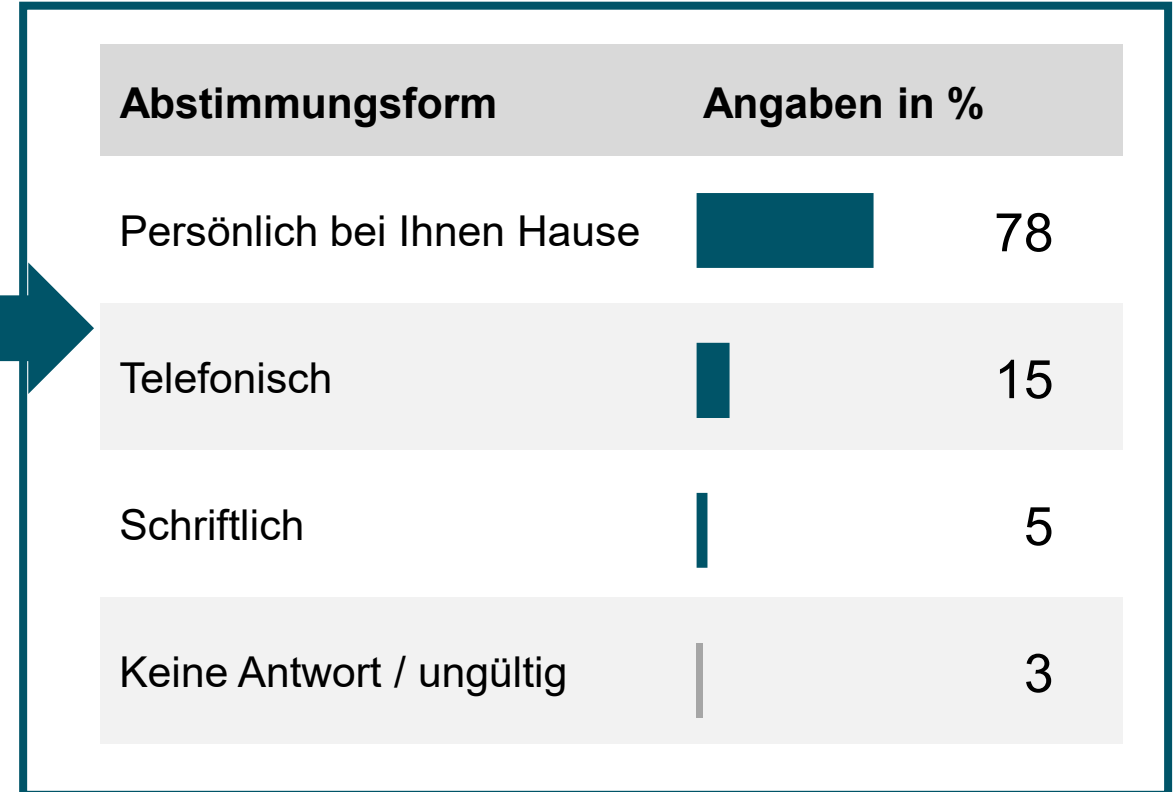 Abstimmungsform Angaben in %
Persönlich bei Ihnen Hause 78
Telefonisch 15
Schriftlich 5
Keine Antwort / ungültig 3